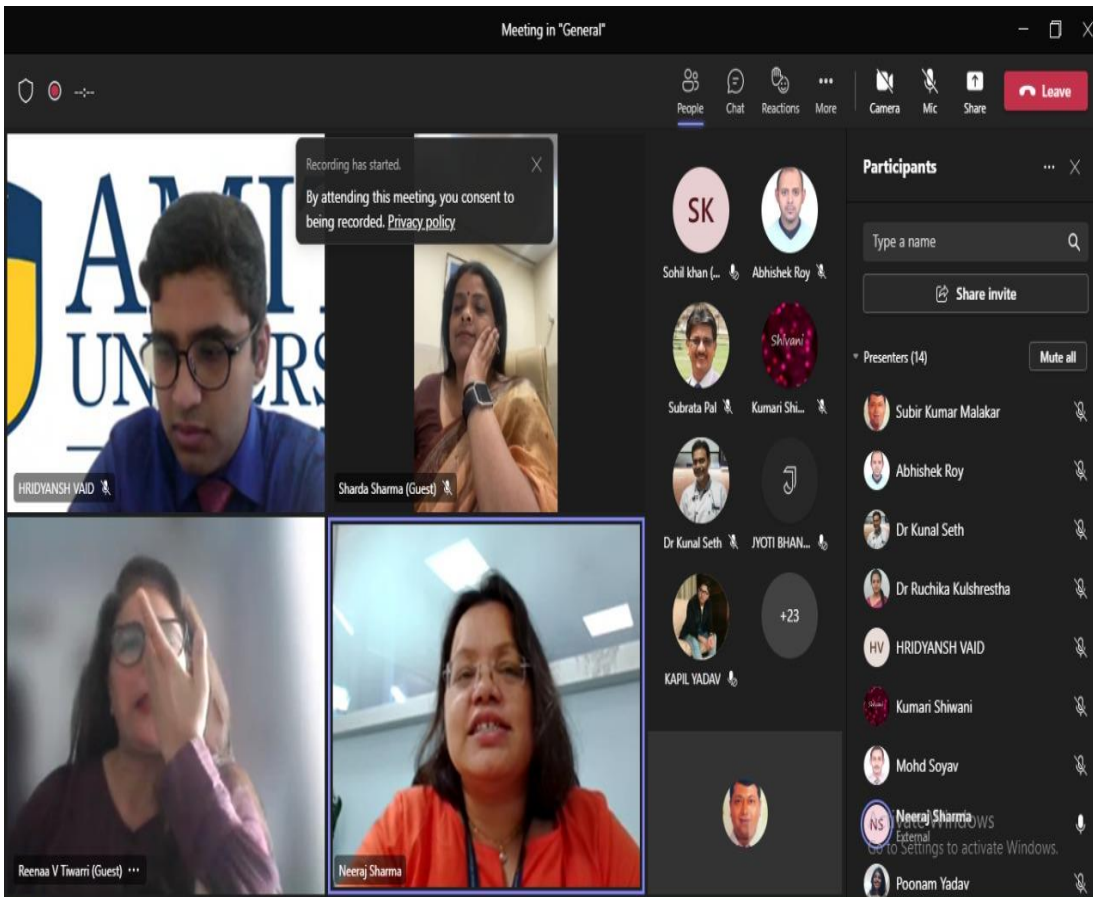 Meeting in "General"
--:--
People
Chat
Reactions
More
Camera
Mic
Share
Leave
Recording has started.
By attending this meeting, you consent to
being recorded. Privacy policy
HRIDYANSH VAID
Sharda Sharma (Guest)
Reenaa V Tiwarri (Guest) ···
Neeraj Sharma
SK
Sohil khan (...
Abhishek Roy
Subrata Pal
Shivani
Kumari Shi...
Dr Kunal Seth
J
JYOTI BHAN...
KAPIL YADAV
+23
Participants
Type a name
Share invite
Presenters (14)
Mute all
Subir Kumar Malakar
Abhishek Roy
Dr Kunal Seth
Dr Ruchika Kulshrestha
HV HRIDYANSH VAID
Kumari Shiwani
Mohd Soyav
NS Neeraj Sharma
External
Windows
Go to Settings to activate Windows.
Poonam Yadav